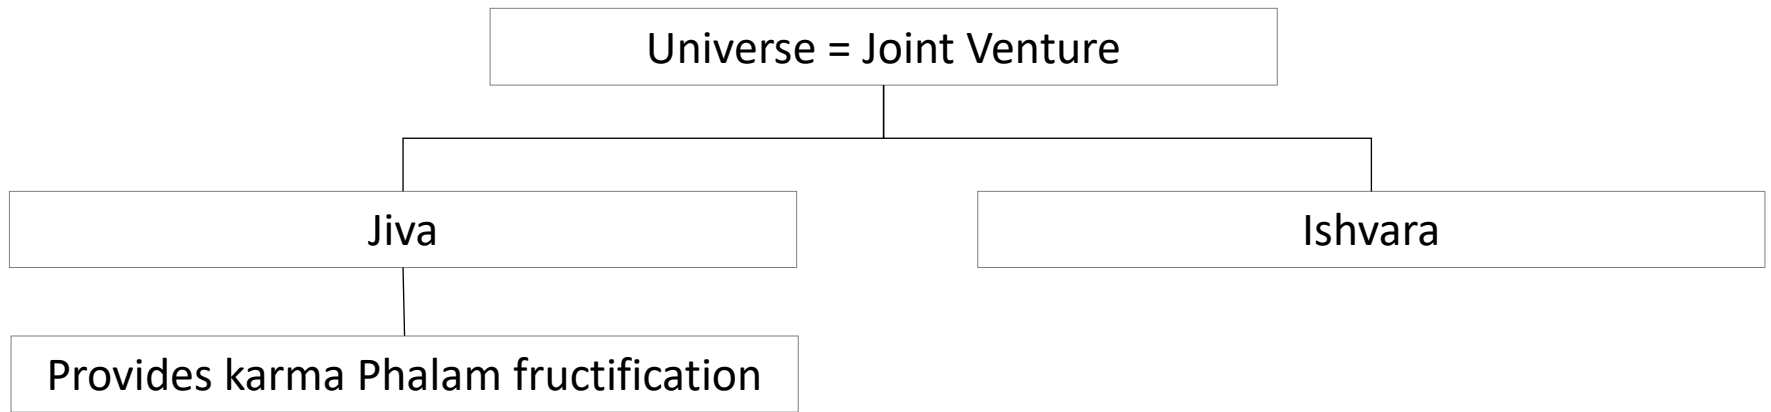 Universe = Joint Venture
Jiva
Ishvara
Provides karma Phalam fructification